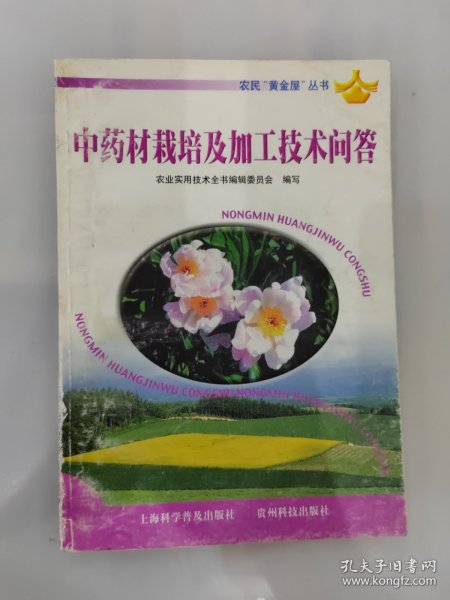 农民“黄金屋”丛书
中药材栽培及加工技术问答
农业实用技术全书编辑委员会 编写
NONGMIN HUANGJINWU CONGSHU
NONGMIN HUANGJINWU CONGSHU NONGMIN
上海科学普及出版社 贵州科技出版社
孔夫子旧书网
www.kongfz.com